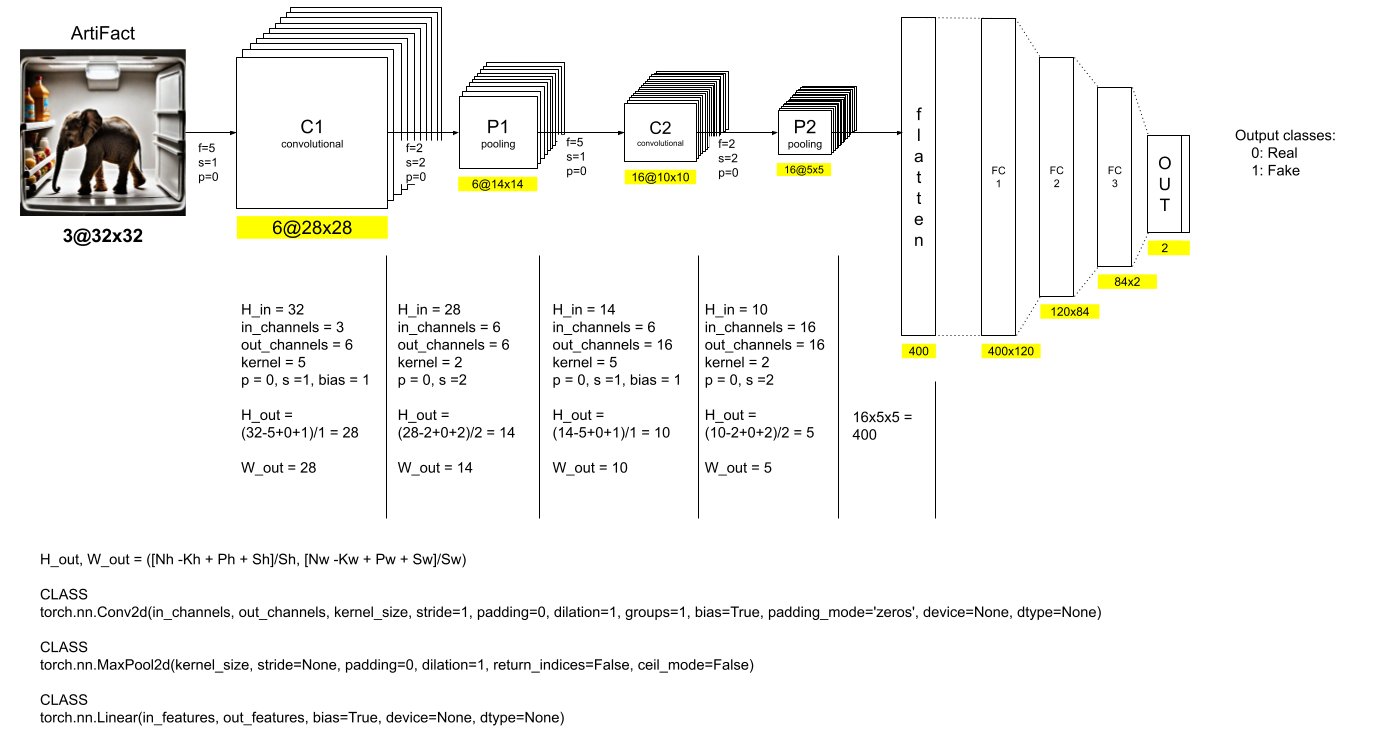 ArtiFact
3@32x32
f=5
s=1
p=0
C1
convolutional
6@28x28
f=2
s=2
p=0
P1
pooling
6@14x14
f=5
s=1
p=0
C2
convolutional
16@10x10
f=2
s=2
p=0
P2
pooling
16@5x5
f
l
a
t
t
e
n
400
FC
1
400x120
FC
2
120x84
FC
3
84x2
O
U
T
2
Output classes:
0: Real
1: Fake
H_in = 32
in_channels = 3
out_channels = 6
kernel = 5
p = 0, s =1, bias = 1
H_out =
(32-5+0+1)/1 = 28
W_out = 28
H_in = 28
in_channels = 6
out_channels = 6
kernel = 2
p = 0, s =2
H_out =
(28-2+0+2)/2 = 14
W_out = 14
H_in = 14
in_channels = 6
out_channels = 16
kernel = 5
p = 0, s =1, bias = 1
H_out =
(14-5+0+1)/1 = 10
W_out = 10
H_in = 10
in_channels = 16
out_channels = 16
kernel = 2
p = 0, s =2
H_out =
(10-2+0+2)/2 = 5
W_out = 5
16x5x5 =
400
H_out, W_out = ([Nh -Kh + Ph + Sh]/Sh, [Nw -Kw + Pw + Sw]/Sw)
CLASS
torch.nn.Conv2d(in_channels, out_channels, kernel_size, stride=1, padding=0, dilation=1, groups=1, bias=True, padding_mode='zeros', device=None, dtype=None)
CLASS
torch.nn.MaxPool2d(kernel_size, stride=None, padding=0, dilation=1, return_indices=False, ceil_mode=False)
CLASS
torch.nn.Linear(in_features, out_features, bias=True, device=None, dtype=None)